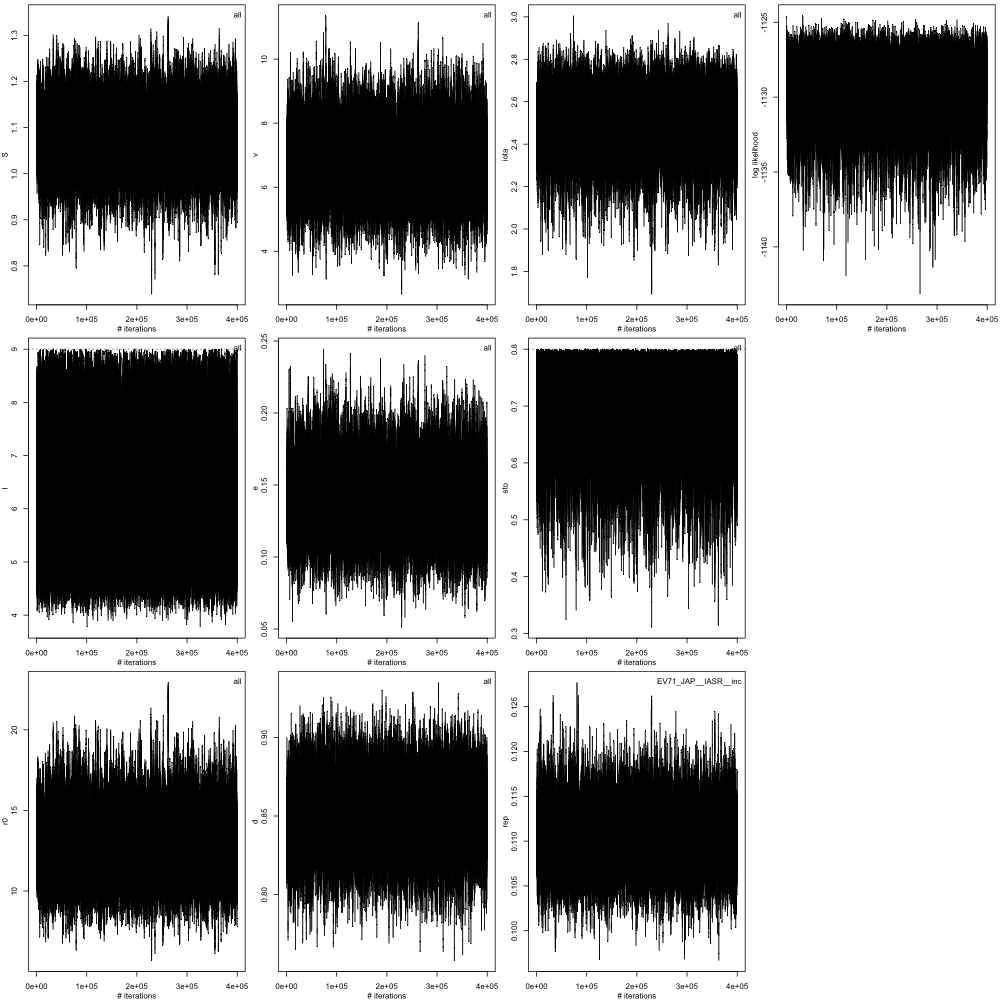 all
S
0.8 0.9 1.0 1.1 1.2 1.3
0e+00 1e+05 2e+05 3e+05 4e+05
# iterations
all
v
4 6 8 10
0e+00 1e+05 2e+05 3e+05 4e+05
# iterations
all
iota
1.8 2.0 2.2 2.4 2.6 2.8 3.0
0e+00 1e+05 2e+05 3e+05 4e+05
# iterations
log likelihood
-1140 -1135 -1130 -1125
0e+00 1e+05 2e+05 3e+05 4e+05
# iterations
all
I
4 5 6 7 8 9
0e+00 1e+05 2e+05 3e+05 4e+05
# iterations
all
e
0.05 0.10 0.15 0.20 0.25
0e+00 1e+05 2e+05 3e+05 4e+05
# iterations
all
sto
0.3 0.4 0.5 0.6 0.7 0.8
0e+00 1e+05 2e+05 3e+05 4e+05
# iterations
all
r0
10 15 20
0e+00 1e+05 2e+05 3e+05 4e+05
# iterations
all
d
0.80 0.85 0.90
0e+00 1e+05 2e+05 3e+05 4e+05
# iterations
EV71_JAP__IASR__inc
rep
0.100 0.105 0.110 0.115 0.120 0.125
0e+00 1e+05 2e+05 3e+05 4e+05
# iterations